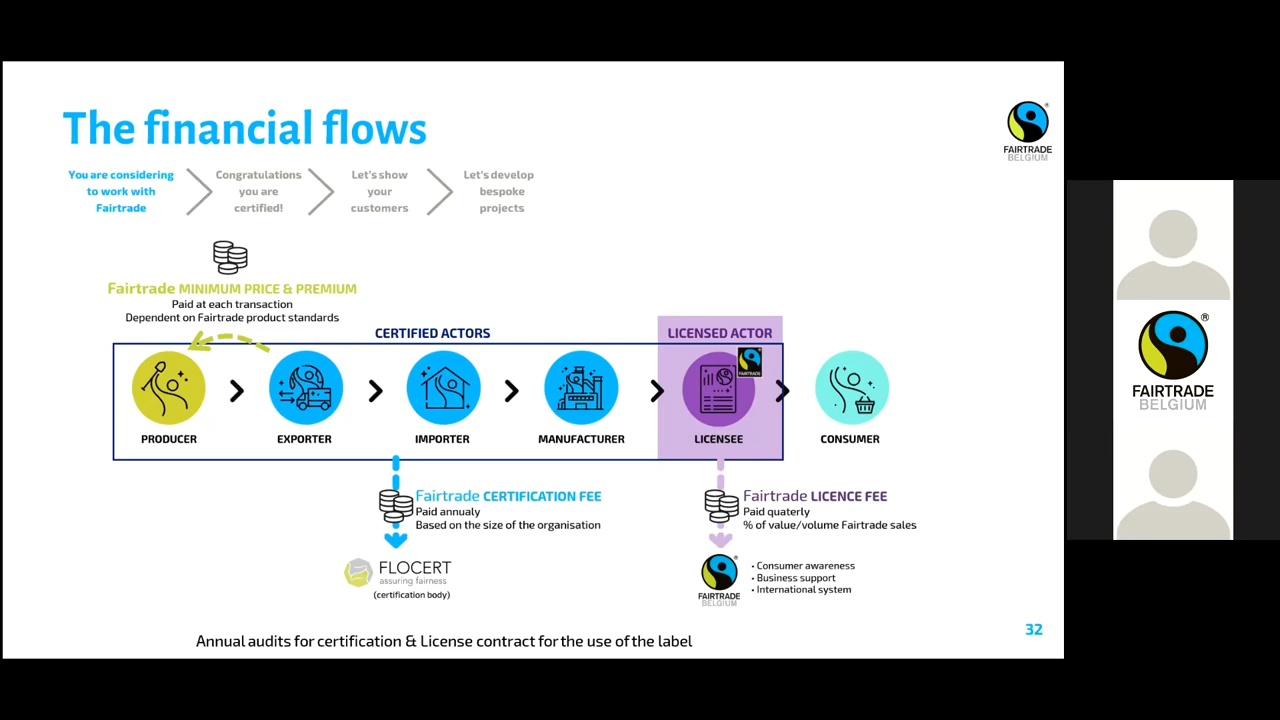 The financial flows
FAIRTRADE
BELGIUM
You are considering
to work with
Fairtrade
Congratulations
you are
certified!
Let's show
your
customers
Let's develop
bespoke
projects
Fairtrade MINIMUM PRICE & PREMIUM
Paid at each transaction
Dependent on Fairtrade product standards
CERTIFIED ACTORS
LICENSED ACTOR
FAIRTRADE
PRODUCER
EXPORTER
IMPORTER
MANUFACTURER
LICENSEE
CONSUMER
Fairtrade CERTIFICATION FEE
Paid annualy
Based on the size of the organisation
FLOCERT
assuring fairness
(certification body)
Fairtrade LICENCE FEE
Paid quaterly
% of value/volume Fairtrade sales
FAIRTRADE
BELGIUM
• Consumer awareness
• Business support
• International system
Annual audits for certification & License contract for the use of the label
32
®
FAIRTRADE
BELGIUM